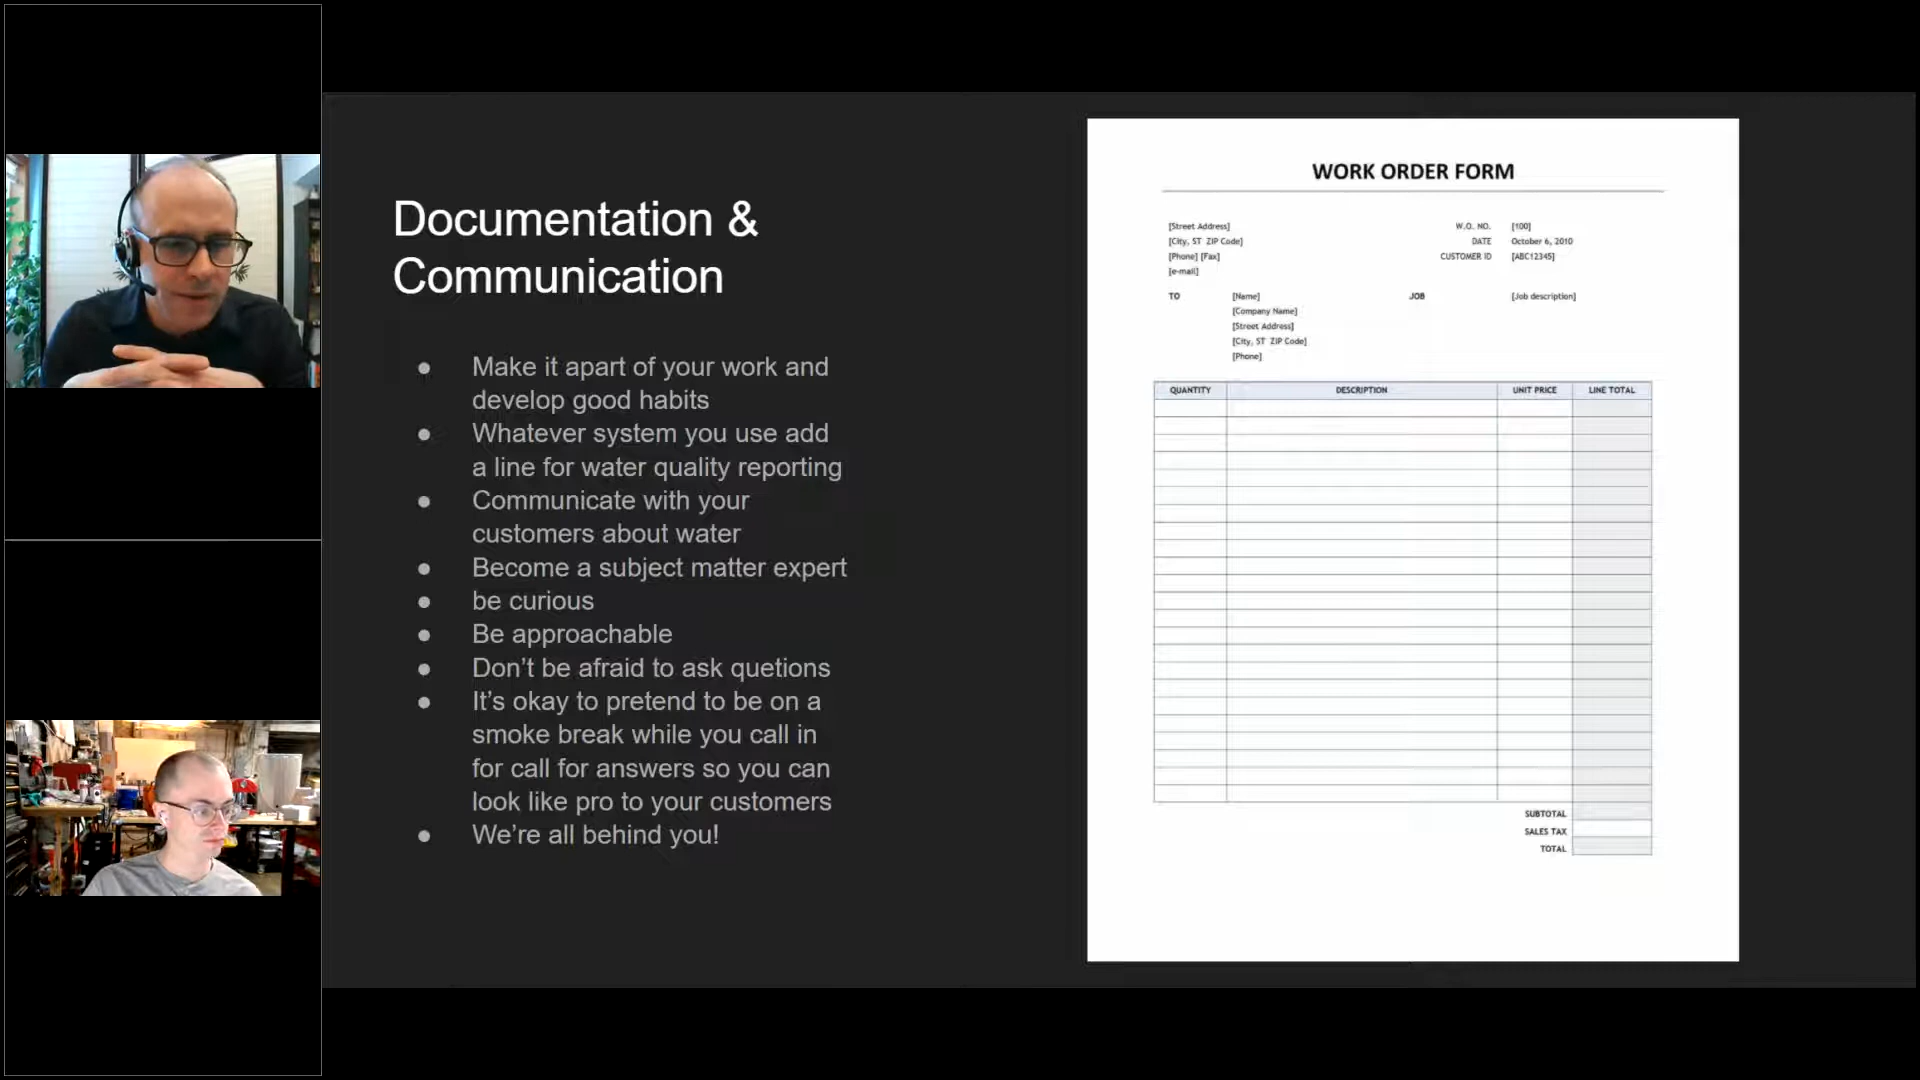 Documentation &
Communication
● Make it apart of your work and
develop good habits
● Whatever system you use add
a line for water quality reporting
● Communicate with your
customers about water
● Become a subject matter expert
● be curious
● Be approachable
● Don't be afraid to ask quetions
● It's okay to pretend to be on a
smoke break while you call in
for call for answers so you can
look like pro to your customers
● We're all behind you!
WORK ORDER FORM
[Street Address] W.O. NO. [100]
[City, ST ZIP Code] DATE October 6, 2010
[Phone] [Fax] CUSTOMER ID [ABC12345]
[e-mail]
TO [Name] JOB [Job description]
[Company Name]
[Street Address]
[City, ST ZIP Code]
[Phone]
QUANTITY DESCRIPTION UNIT PRICE LINE TOTAL
SUBTOTAL
SALES TAX
TOTAL